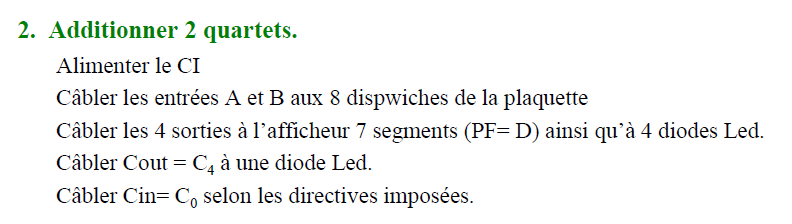 2. Additionner 2 quartets.
Alimenter le CI
Câbler les entrées A et B aux 8 dispwiches de la plaquette
Câbler les 4 sorties à l’afficheur 7 segments (PF= D) ainsi qu’à 4 diodes Led.
Câbler Cout = C₄ à une diode Led.
Câbler Cin= C₀ selon les directives imposées.